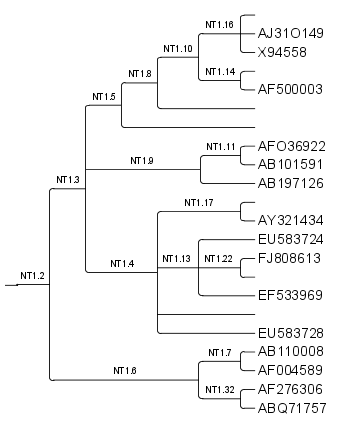 NT1.16
AJ31O149
NT1.10
X94558
NT1.8
NT1.14
AF500003
NT1.5
NT1.11
AFO36922
NT1.9
AB101591
NT1.3
AB197126
NT1.17
AY321434
EU583724
NT1.4
NT1.13
NT1.22
FJ808613
NT1.2
EF533969
EU583728
NT1.7
AB110008
NT1.6
AF004589
NT1.32
AF276306
ABQ71757